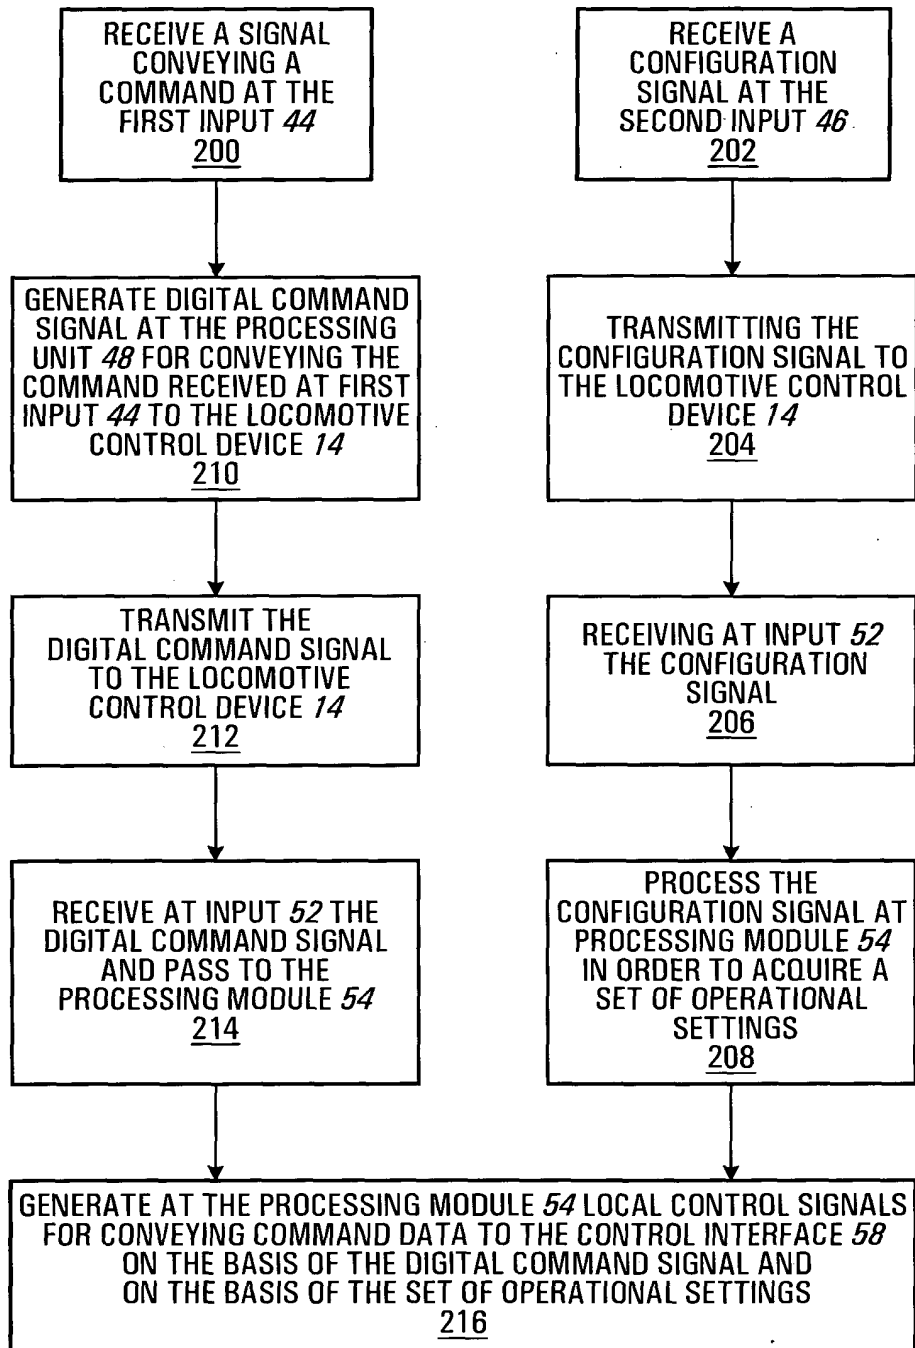 RECEIVE A SIGNAL
CONVEYING A
COMMAND AT THE
FIRST INPUT 44
200
RECEIVE A
CONFIGURATION
SIGNAL AT THE
SECOND INPUT 46
202
GENERATE DIGITAL COMMAND
SIGNAL AT THE PROCESSING
UNIT 48 FOR CONVEYING THE
COMMAND RECEIVED AT FIRST
INPUT 44 TO THE LOCOMOTIVE
CONTROL DEVICE 14
210
TRANSMITTING THE
CONFIGURATION SIGNAL TO
THE LOCOMOTIVE CONTROL
DEVICE 14
204
TRANSMIT THE
DIGITAL COMMAND SIGNAL
TO THE LOCOMOTIVE
CONTROL DEVICE 14
212
RECEIVING AT INPUT 52
THE CONFIGURATION
SIGNAL
206
RECEIVE AT INPUT 52 THE
DIGITAL COMMAND SIGNAL
AND PASS TO THE
PROCESSING MODULE 54
214
PROCESS THE
CONFIGURATION SIGNAL AT
PROCESSING MODULE 54
IN ORDER TO ACQUIRE A
SET OF OPERATIONAL
SETTINGS
208
GENERATE AT THE PROCESSING MODULE 54 LOCAL CONTROL SIGNALS
FOR CONVEYING COMMAND DATA TO THE CONTROL INTERFACE 58
ON THE BASIS OF THE DIGITAL COMMAND SIGNAL AND
ON THE BASIS OF THE SET OF OPERATIONAL SETTINGS
216